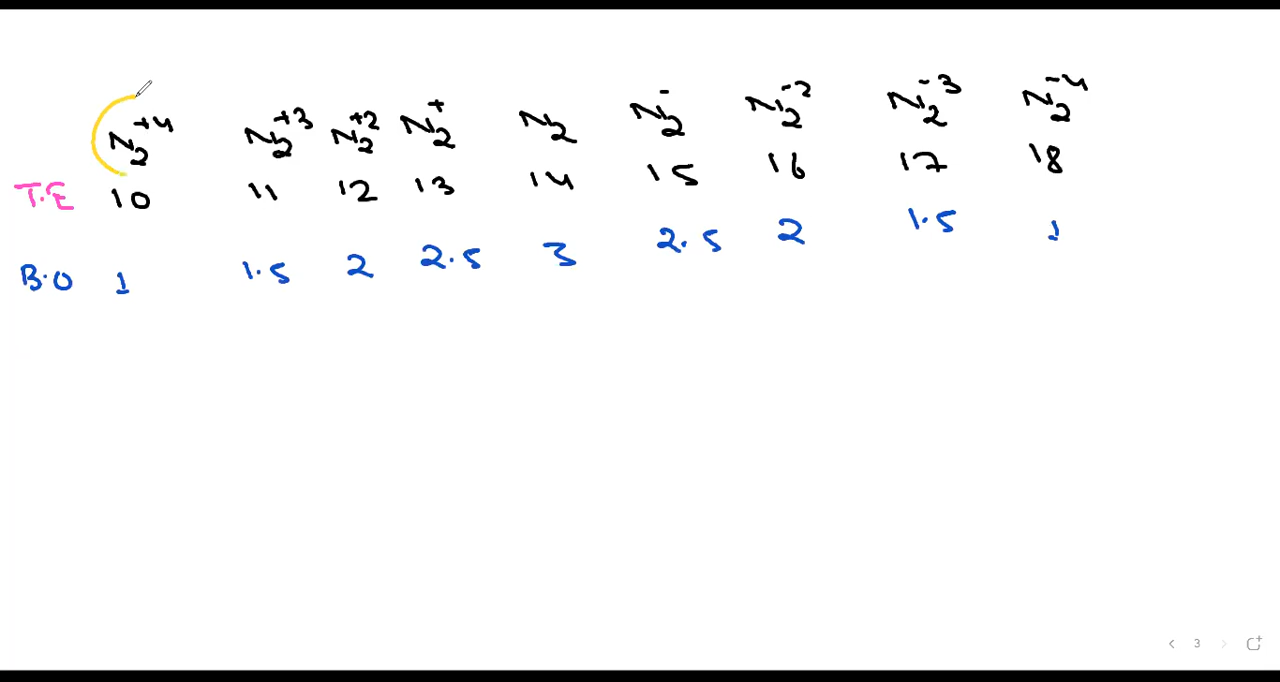 N₂⁺⁴ N₂⁺³ N₂⁺² N₂⁺ N₂ N₂⁻ N₂⁻² N₂⁻³ N₂⁻⁴
T.E 10 11 12 13 14 15 16 17 18
B.O 1 1.5 2 2.5 3 2.5 2 1.5 1
< 3 >